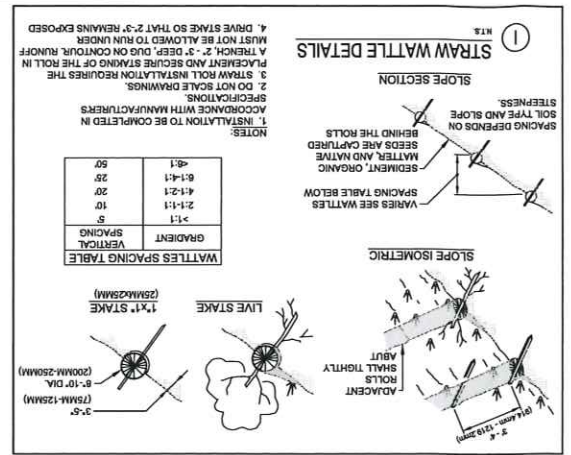 3' - 4'
(914.4mm - 1219.2mm)
ADJACENT
ROLLS
SHALL TIGHTLY
ABUT
SLOPE ISOMETRIC
3"-5"
(75MM-125MM)
8"-10" DIA.
(200MM-250MM)
LIVE STAKE
1"x1" STAKE
(25MMx25MM)
VARIES SEE WATTLES
SPACING TABLE BELOW
SEDIMENT, ORGANIC
MATTER, AND NATIVE
SEEDS ARE CAPTURED
BEHIND THE ROLLS
SPACING DEPENDS ON
SOIL TYPE AND SLOPE
STEEPNESS.
SLOPE SECTION
WATTLES SPACING TABLE
GRADIENT VERTICAL SPACING
>1:1 5'
2:1-1:1 10'
4:1-2:1 20'
6:1-4:1 25'
<6:1 50'
NOTES:
1. INSTALLATION TO BE COMPLETED IN
ACCORDANCE WITH MANUFACTURER'S
SPECIFICATIONS.
2. DO NOT SCALE DRAWINGS.
3. STRAW ROLL INSTALLATION REQUIRES THE
PLACEMENT AND SECURE STAKING OF THE ROLL IN
A TRENCH, 2" - 3" DEEP, DUG ON CONTOUR. RUNOFF
MUST NOT BE ALLOWED TO RUN UNDER
4. DRIVE STAKE SO THAT 2"-3" REMAINS EXPOSED
1 STRAW WATTLE DETAILS
N.T.S.